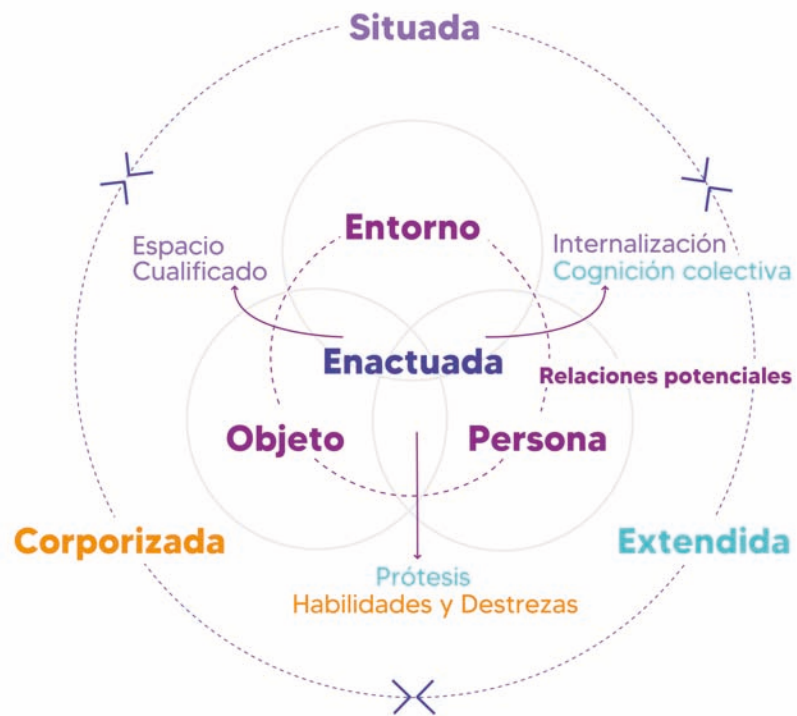 Situada
Entorno
Espacio
Cualificado
Internalización
Cognición colectiva
Enactuada
Relaciones potenciales
Objeto
Persona
Corporizada
Extendida
Prótesis
Habilidades y Destrezas